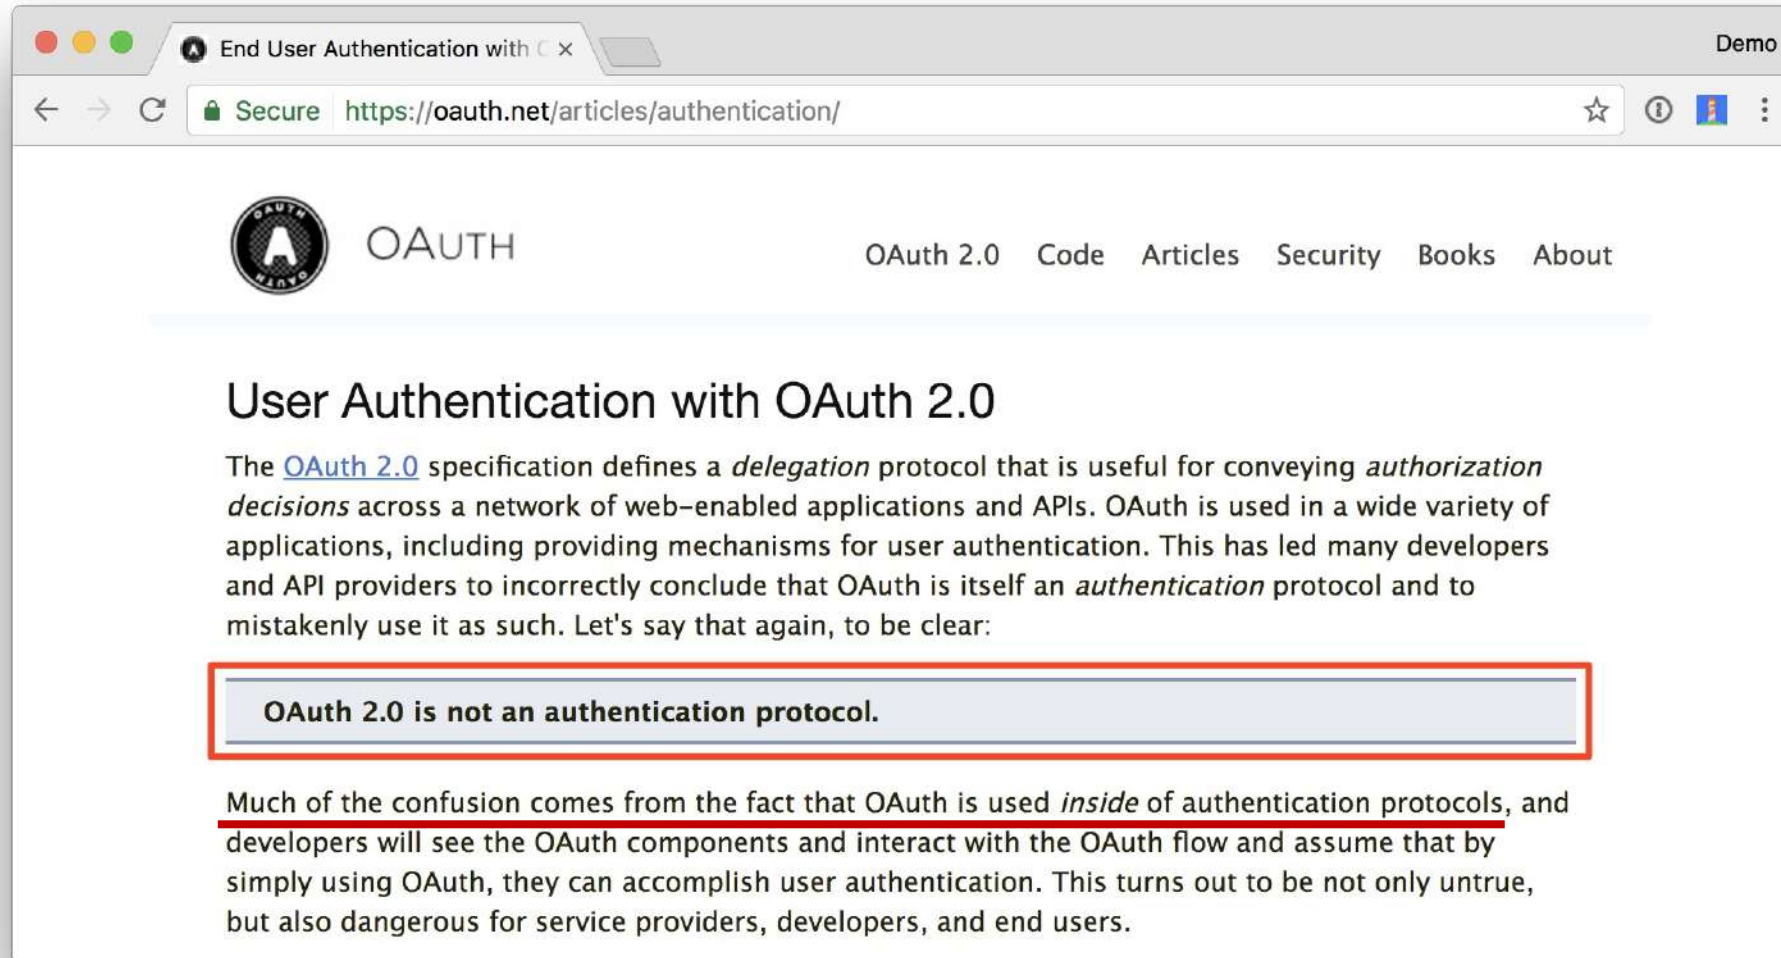 End User Authentication with
Demo
Secure https://oauth.net/articles/authentication/
OAUTH
OAUTH
OAUTH
OAuth 2.0 Code Articles Security Books About
User Authentication with OAuth 2.0
The OAuth 2.0 specification defines a delegation protocol that is useful for conveying authorization
decisions across a network of web-enabled applications and APIs. OAuth is used in a wide variety of
applications, including providing mechanisms for user authentication. This has led many developers
and API providers to incorrectly conclude that OAuth is itself an authentication protocol and to
mistakenly use it as such. Let's say that again, to be clear:
OAuth 2.0 is not an authentication protocol.
Much of the confusion comes from the fact that OAuth is used inside of authentication protocols, and
developers will see the OAuth components and interact with the OAuth flow and assume that by
simply using OAuth, they can accomplish user authentication. This turns out to be not only untrue,
but also dangerous for service providers, developers, and end users.